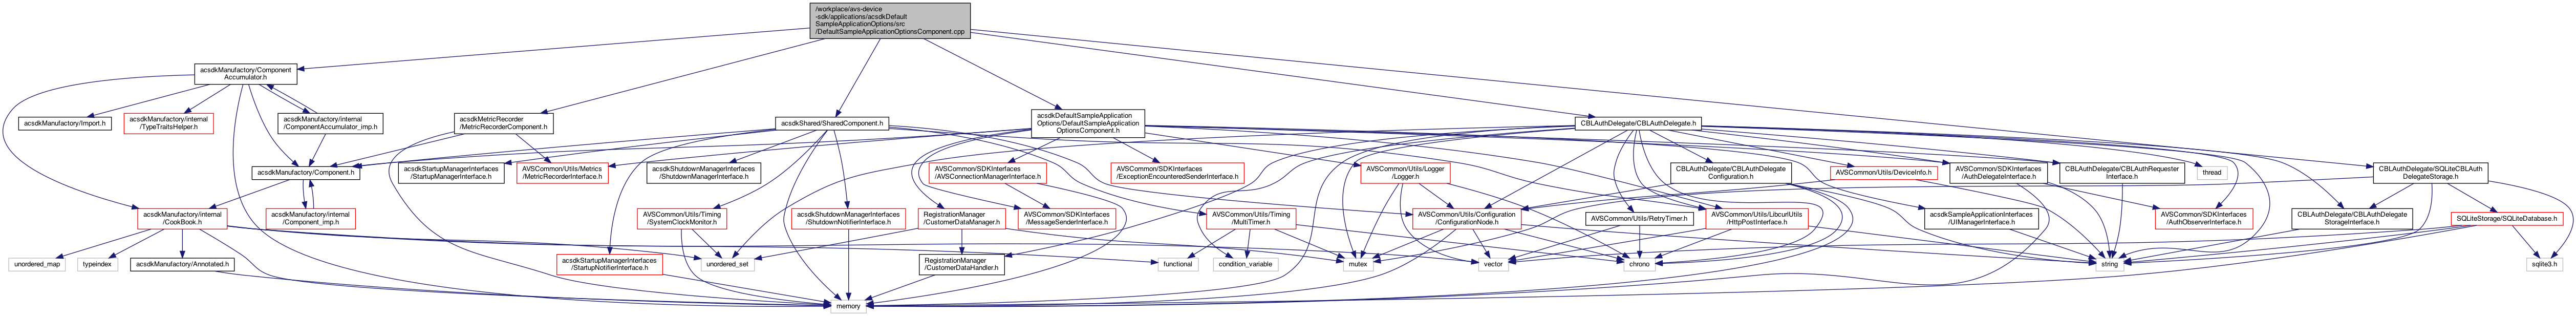 /workplace/avs-device
-sdk/applications/acsdkDefault
SampleApplicationOptions/src
/DefaultSampleApplicationOptionsComponent.cpp
acsdkManufactory/Component
Accumulator.h
acsdkManufactory/Import.h
acsdkManufactory/internal
/TypeTraitsHelper.h
acsdkManufactory/internal
/ComponentAccumulator_imp.h
acsdkMetricRecorder
/MetricRecorderComponent.h
acsdkShared/SharedComponent.h
acsdkDefaultSampleApplication
Options/DefaultSampleApplication
OptionsComponent.h
CBLAuthDelegate/CBLAuthDelegate.h
acsdkManufactory/Component.h
acsdkStartupManagerInterfaces
/StartupManagerInterface.h
AVSCommon/Utils/Metrics
/MetricRecorderInterface.h
acsdkShutdownManagerInterfaces
/ShutdownManagerInterface.h
AVSCommon/SDKInterfaces
/AVSConnectionManagerInterface.h
AVSCommon/SDKInterfaces
/ExceptionEncounteredSenderInterface.h
AVSCommon/Utils/Logger
/Logger.h
CBLAuthDelegate/CBLAuthDelegate
Configuration.h
AVSCommon/Utils/DeviceInfo.h
AVSCommon/SDKInterfaces
/AuthDelegateInterface.h
CBLAuthDelegate/CBLAuthRequester
Interface.h
thread
CBLAuthDelegate/SQLiteCBLAuth
DelegateStorage.h
acsdkManufactory/internal
/CookBook.h
acsdkManufactory/internal
/Component_imp.h
AVSCommon/Utils/Timing
/SystemClockMonitor.h
acsdkShutdownManagerInterfaces
/ShutdownNotifierInterface.h
RegistrationManager
/CustomerDataManager.h
AVSCommon/SDKInterfaces
/MessageSenderInterface.h
AVSCommon/Utils/Timing
/MultiTimer.h
AVSCommon/Utils/Configuration
/ConfigurationNode.h
AVSCommon/Utils/RetryTimer.h
AVSCommon/Utils/LibcurlUtils
/HttpPostInterface.h
acsdkSampleApplicationInterfaces
/UIManagerInterface.h
AVSCommon/SDKInterfaces
/AuthObserverInterface.h
CBLAuthDelegate/CBLAuthDelegate
StorageInterface.h
SQLiteStorage/SQLiteDatabase.h
unordered_map
typeindex
acsdkManufactory/Annotated.h
acsdkStartupManagerInterfaces
/StartupNotifierInterface.h
unordered_set
RegistrationManager
/CustomerDataHandler.h
functional
condition_variable
mutex
vector
chrono
string
sqlite3.h
memory